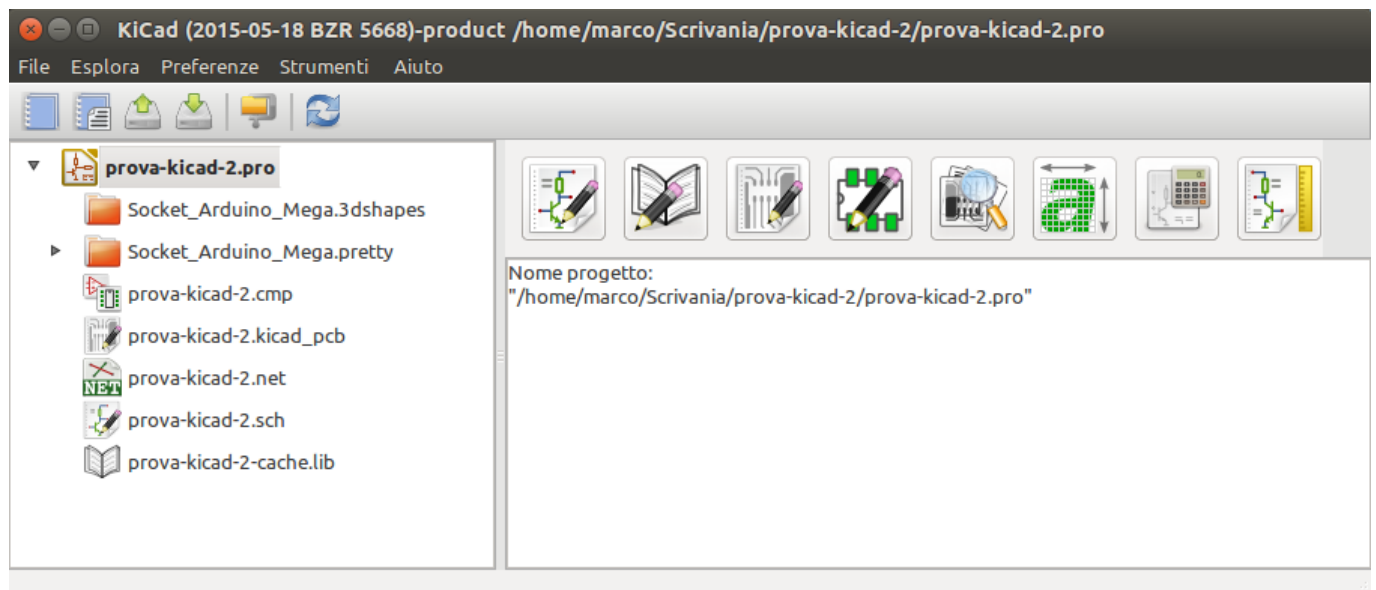 KiCad (2015-05-18 BZR 5668)-product /home/marco/Scrivania/prova-kicad-2/prova-kicad-2.pro
File Esplora Preferenze Strumenti Aiuto
prova-kicad-2.pro
Socket_Arduino_Mega.3dshapes
Socket_Arduino_Mega.pretty
prova-kicad-2.cmp
prova-kicad-2.kicad_pcb
NET prova-kicad-2.net
prova-kicad-2.sch
prova-kicad-2-cache.lib
a
Nome progetto:
"/home/marco/Scrivania/prova-kicad-2/prova-kicad-2.pro"